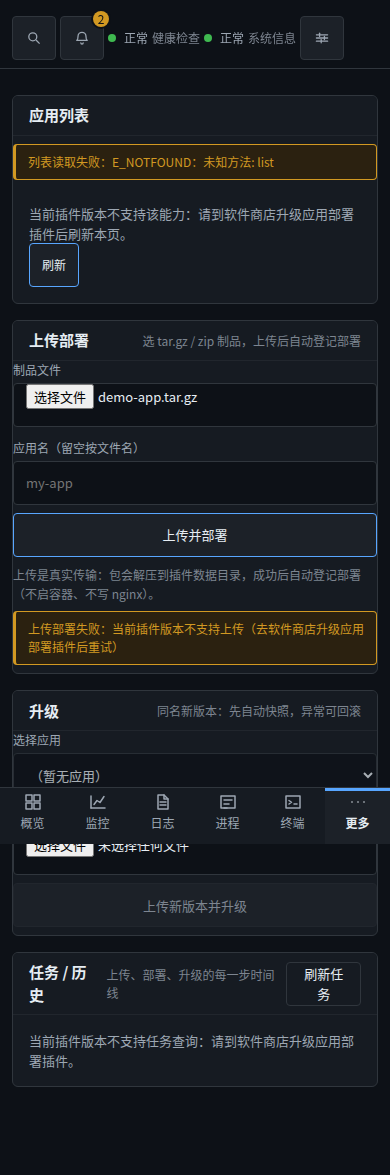 2
正常 健康检查
正常 系统信息
应用列表
列表读取失败：E_NOTFOUND：未知方法: list
当前插件版本不支持该能力：请到软件商店升级应用部署
插件后刷新本页。
刷新
上传部署
选 tar.gz / zip 制品，上传后自动登记部署
制品文件
选择文件 demo-app.tar.gz
应用名（留空按文件名）
my-app
上传并部署
上传是真实传输：包会解压到插件数据目录，成功后自动登记部署
（不启容器、不写 nginx）。
上传部署失败：当前插件版本不支持上传（去软件商店升级应用
部署插件后重试）
升级
同名新版本：先自动快照，异常可回滚
选择应用
（暂无应用）
概览
监控
日志
进程
终端
更多
选择文件 未选择任何文件
上传新版本并升级
任务 / 历
史
上传、部署、升级的每一步时间
线
刷新任
务
当前插件版本不支持任务查询：请到软件商店升级应用部
署插件。